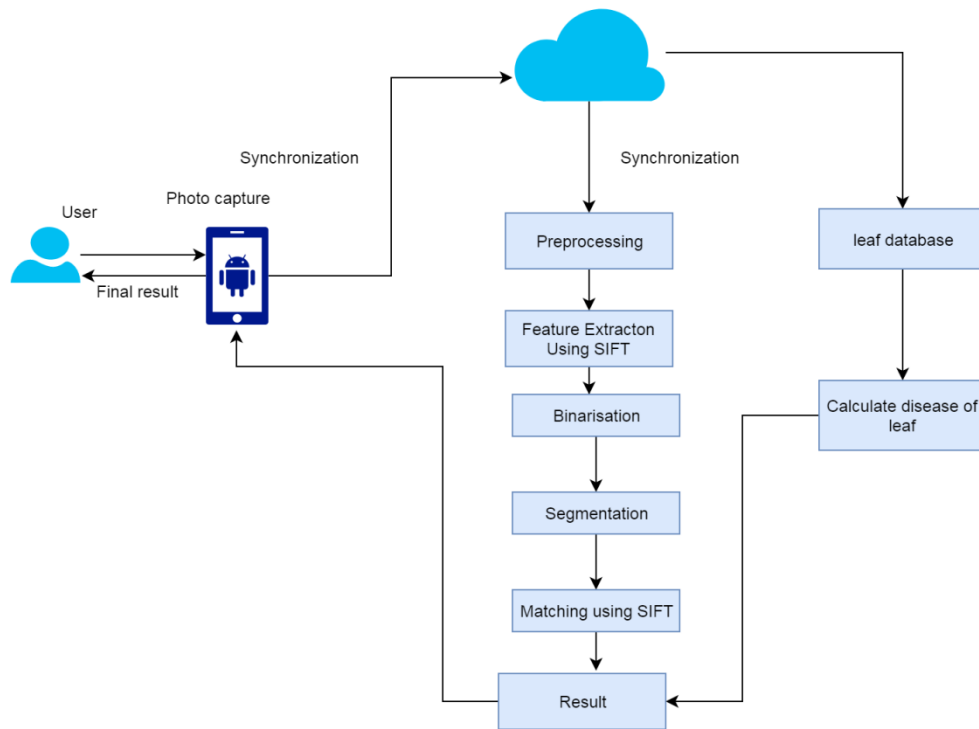 Synchronization
Synchronization
Photo capture
User
Final result
Preprocessing
leaf database
Feature Extracton
Using SIFT
Binarisation
Calculate disease of
leaf
Segmentation
Matching using SIFT
Result